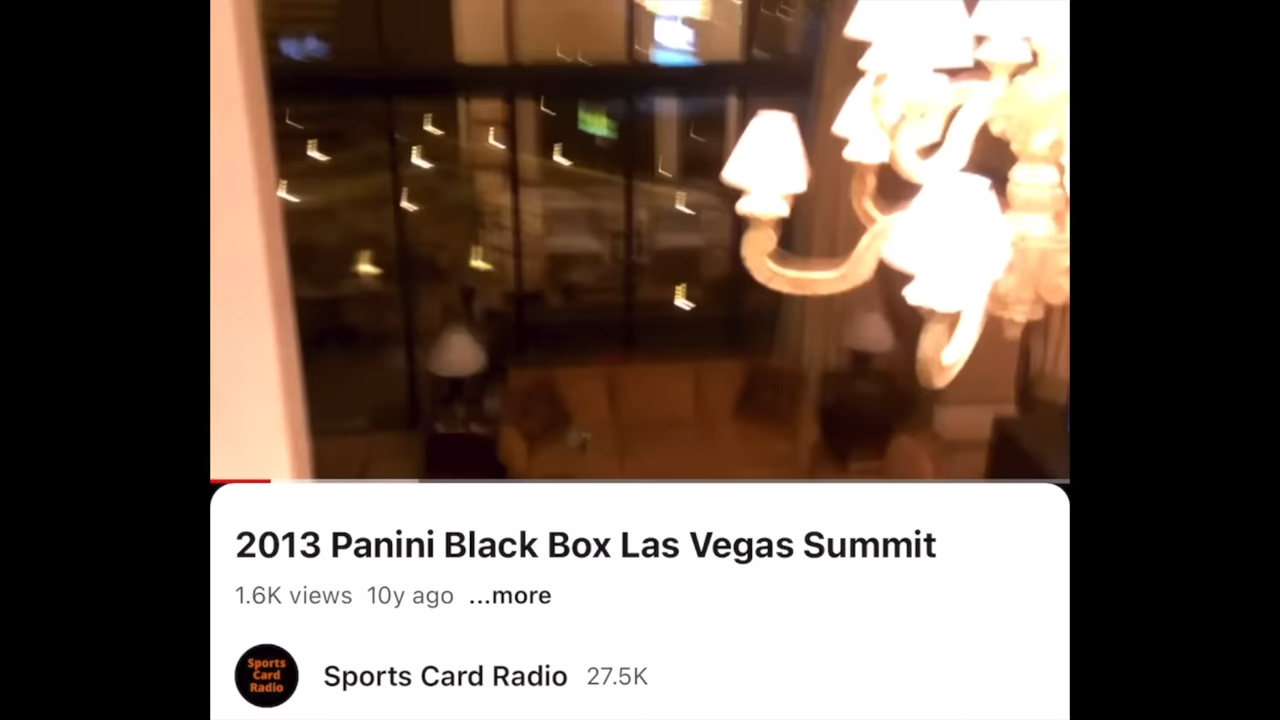 2013 Panini Black Box Las Vegas Summit
1.6K views 10y ago ...more
Sports
Card
Radio
Sports Card Radio 27.5K